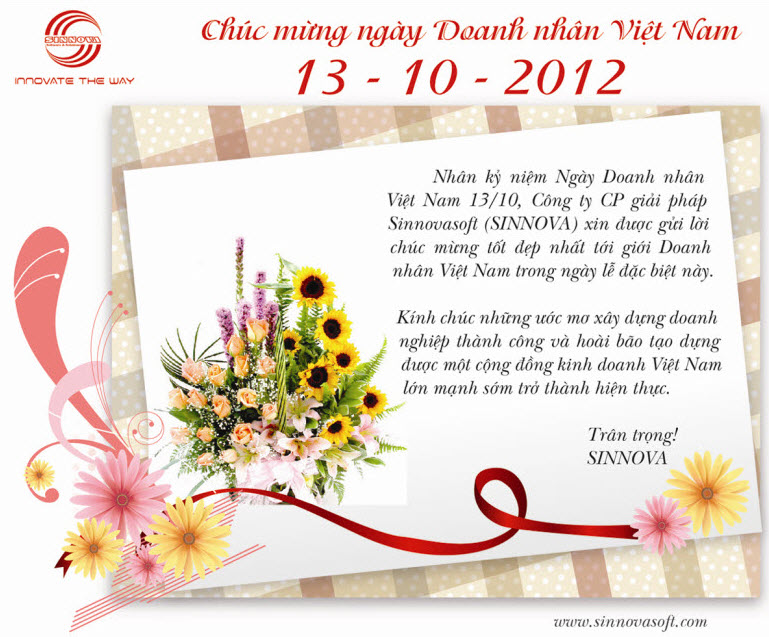 SINNOVA
INNOVATE THE WAY
Chúc mừng ngày Doanh nhân Việt Nam
13 - 10 - 2012
Nhân kỷ niệm Ngày Doanh nhân
Việt Nam 13/10, Công ty CP giải pháp
Sinnovasoft (SINNOVA) xin được gửi lời
chúc mừng tốt đẹp nhất tới giới Doanh
nhân Việt Nam trong ngày lễ đặc biệt này.
Kính chúc những ước mơ xây dựng doanh
nghiệp thành công và hoài bão tạo dựng
được một cộng đồng kinh doanh Việt Nam
lớn mạnh sớm trở thành hiện thực.
Trân trọng!
SINNOVA
www.sinnovasoft.com